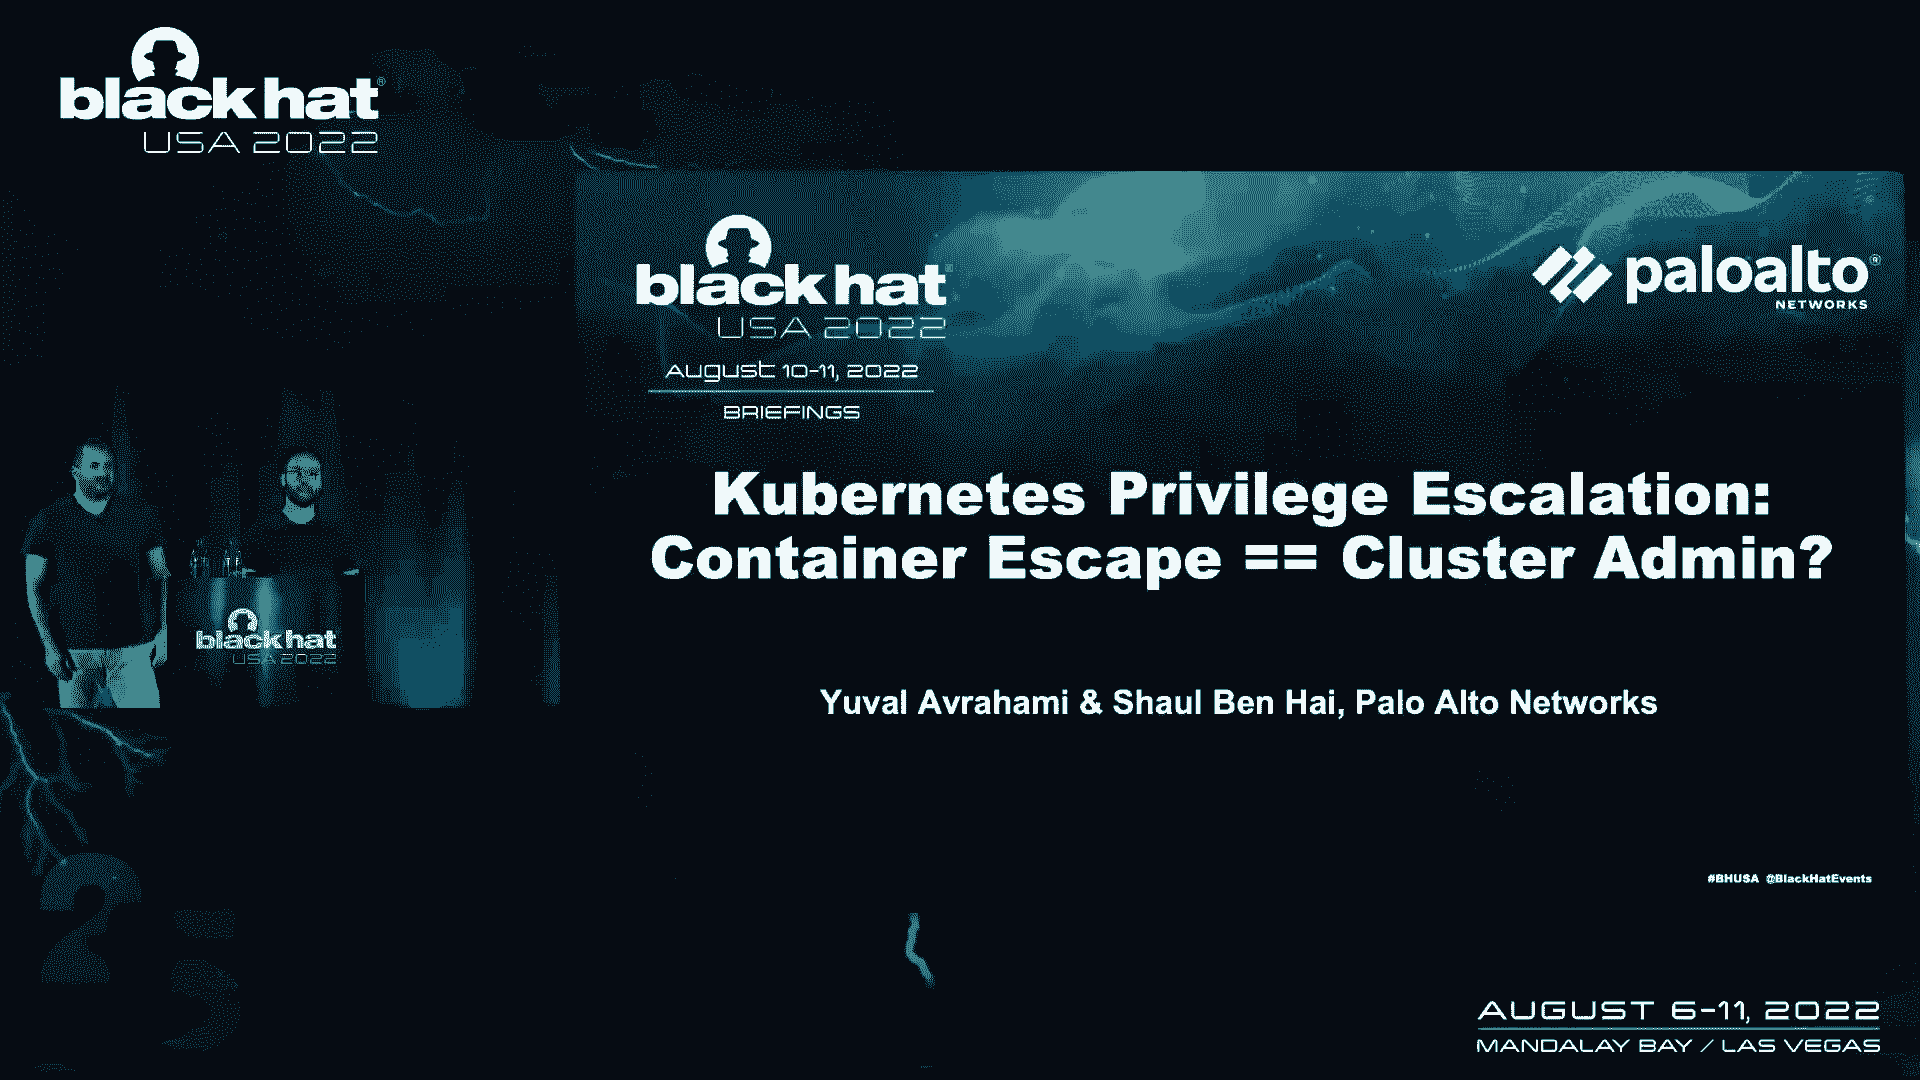 black hat®
USA 2022
black hat®
USA 2022
August 10-11, 2022
BRIEFINGS
paloalto®
NETWORKS
Kubernetes Privilege Escalation:
Container Escape == Cluster Admin?
Yuval Avrahami & Shaul Ben Hai, Palo Alto Networks
black hat
USA 2022
#BHUSA @BlackHatEvents
25
AUGUST 6-11, 2022
MANDALAY BAY / LAS VEGAS